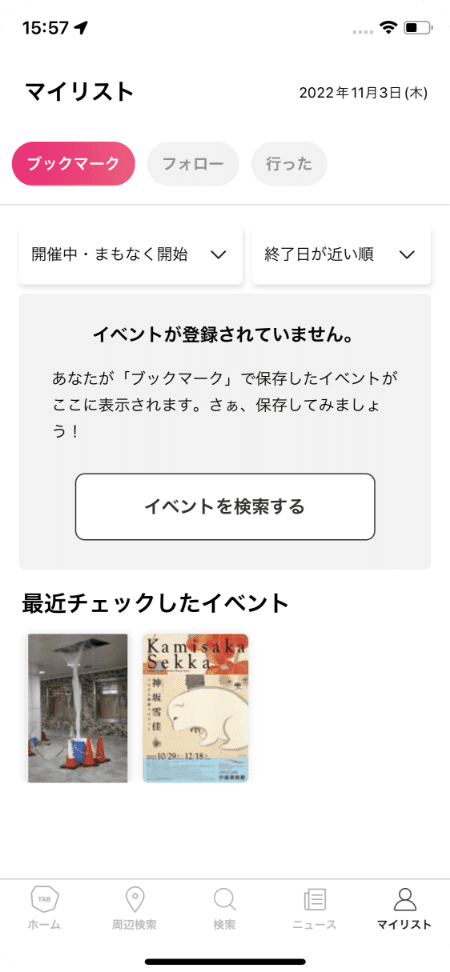 15:57
マイリスト
2022年11月3日(木)
ブックマーク
フォロー
行った
開催中・まもなく開始
終了日が近い順
イベントが登録されていません。
あなたが「ブックマーク」で保存したイベントが
ここに表示されます。さぁ、保存してみましょ
う！
イベントを検索する
最近チェックしたイベント
Kamisaka
Sekka
神坂雪佳
10/29
12/18
TAB
ホーム
周辺検索
検索
ニュース
マイリスト